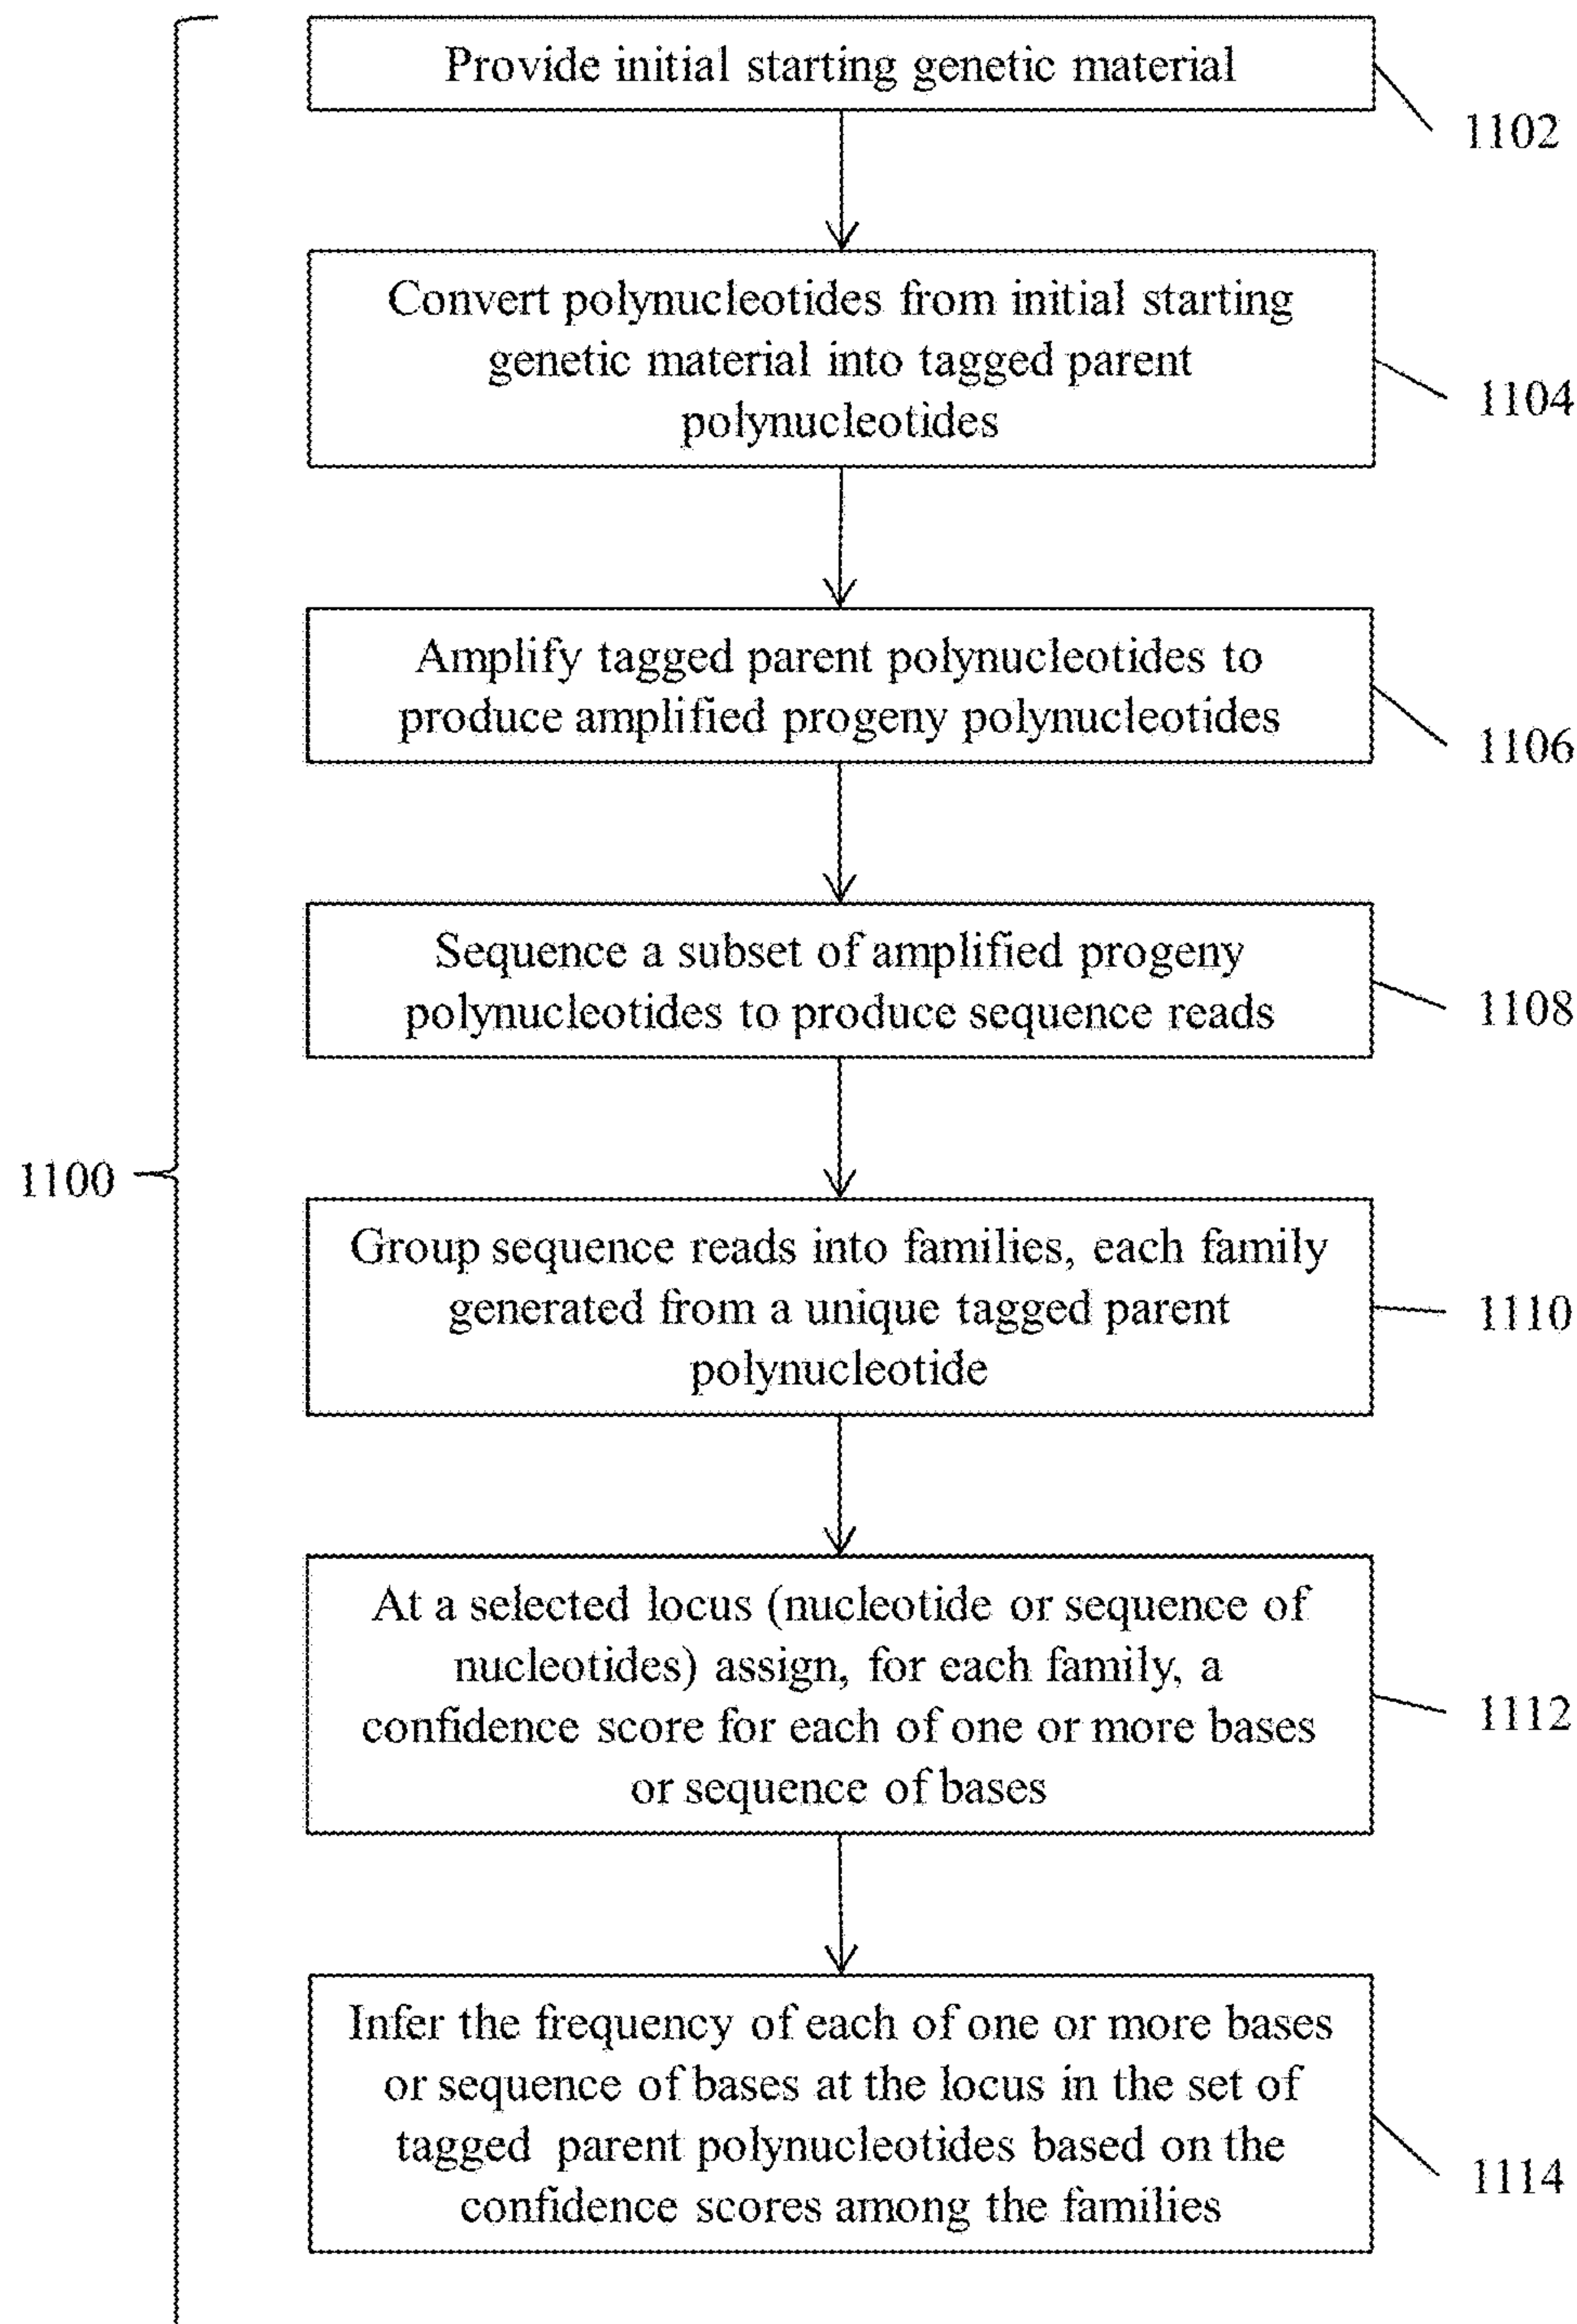 Provide initial starting genetic material
1102
Convert polynucleotides from initial starting
genetic material into tagged parent
polynucleotides
1104
Amplify tagged parent polynucleotides to
produce amplified progeny polynucleotides
1106
Sequence a subset of amplified progeny
polynucleotides to produce sequence reads
1108
1100
Group sequence reads into families, each family
generated from a unique tagged parent
polynucleotide
1110
At a selected locus (nucleotide or sequence of
nucleotides) assign, for each family, a
confidence score for each of one or more bases
or sequence of bases
1112
Infer the frequency of each of one or more bases
or sequence of bases at the locus in the set of
tagged parent polynucleotides based on the
confidence scores among the families
1114